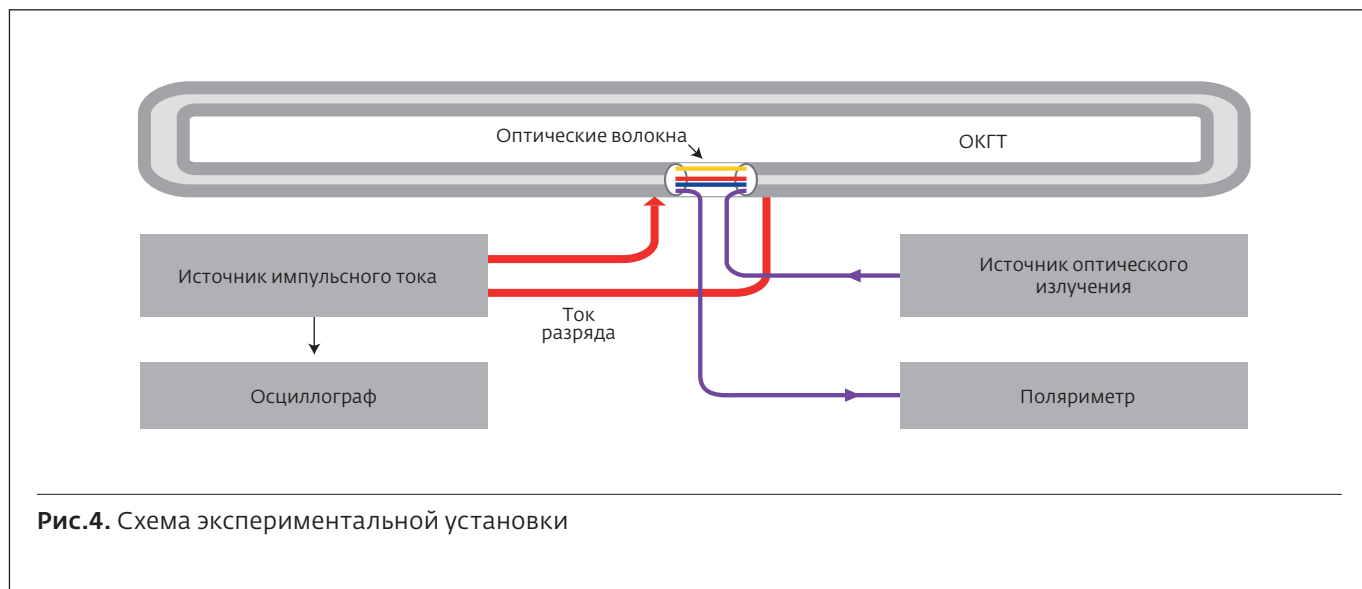 Оптические волокна
ОКГТ
Источник импульсного тока
Источник оптического
излучения
Ток
разряда
Осциллограф
Поляриметр
Рис.4. Схема экспериментальной установки